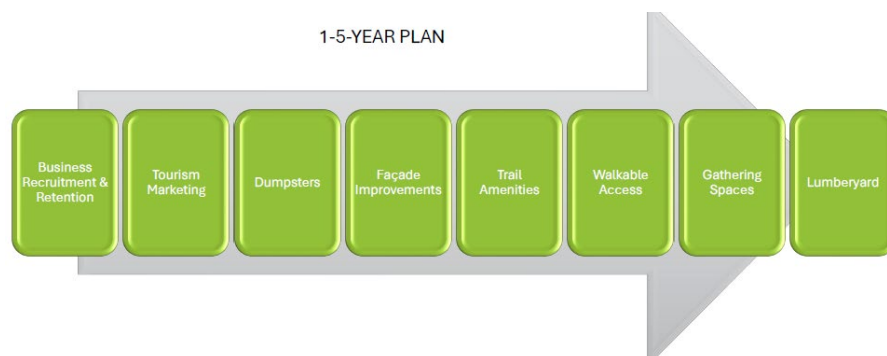 1-5-YEAR PLAN
Business
Recruitment &
Retention
Tourism
Marketing
Dumpsters
Façade
Improvements
Trail
Amenities
Walkable
Access
Gathering
Spaces
Lumberyard